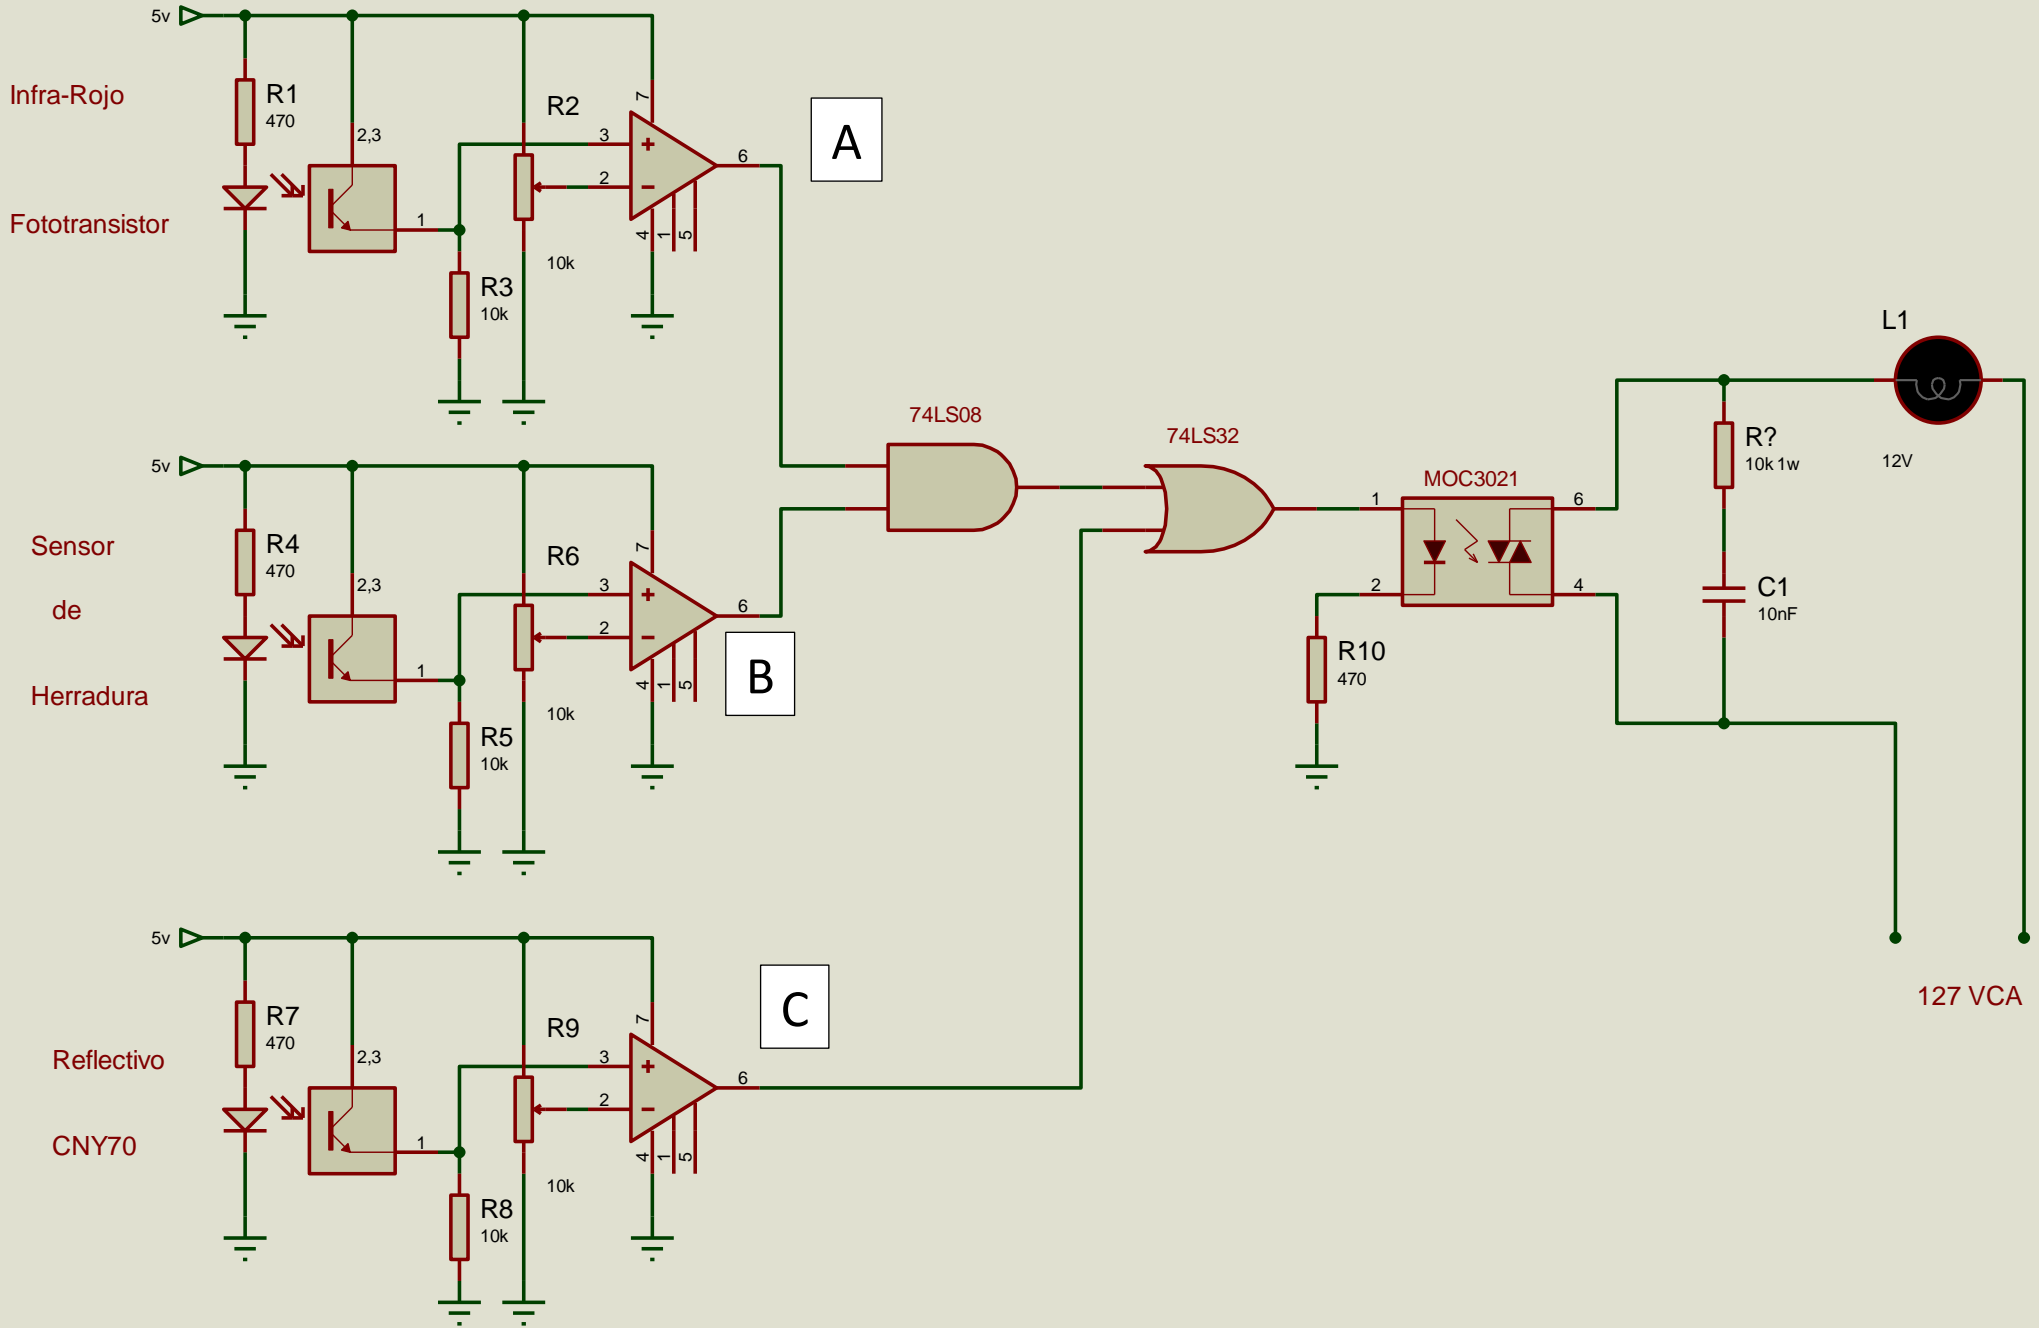 5v
Infra-Rojo
Fototransistor
R1
470
2,3
1
R3
10k
R2
10k
3
2
+
−
7
6
4
1
5
A
5v
Sensor
de
Herradura
R4
470
2,3
1
R5
10k
R6
10k
3
2
+
−
7
6
4
1
5
B
5v
Reflectivo
CNY70
R7
470
2,3
1
R8
10k
R9
10k
3
2
+
−
7
6
4
1
5
C
74LS08
74LS32
MOC3021
1
2
6
4
R10
470
R?
10k 1w
C1
10nF
L1
12V
127 VCA